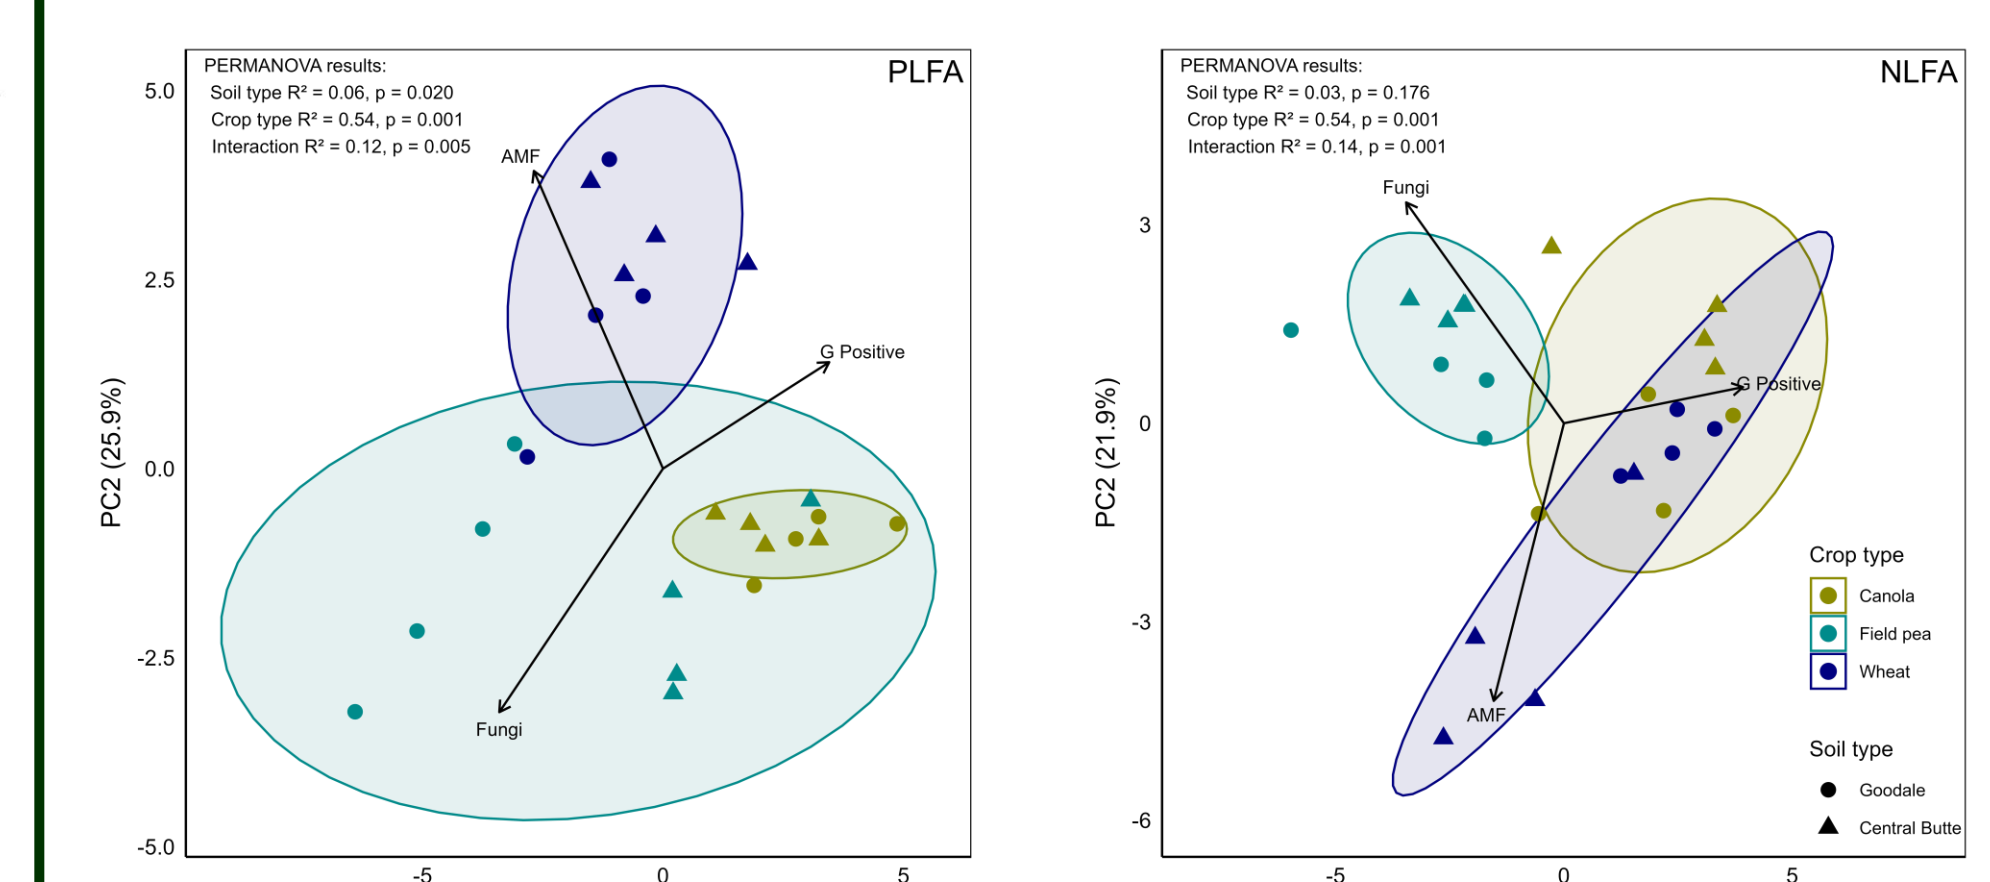 PERMANOVA results:
Soil type R² = 0.06, p = 0.020
Crop type R² = 0.54, p = 0.001
Interaction R² = 0.12, p = 0.005
PLFA
AMF
G Positive
Fungi
PC2 (25.9%)
5.0
2.5
0.0
-2.5
-5.0
-5
0
5
PERMANOVA results:
Soil type R² = 0.03, p = 0.176
Crop type R² = 0.54, p = 0.001
Interaction R² = 0.14, p = 0.001
NLFA
Fungi
G Positive
AMF
PC2 (21.9%)
3
0
-3
-6
-5
0
5
Crop type
Canola
Field pea
Wheat
Soil type
Goodale
Central Butte